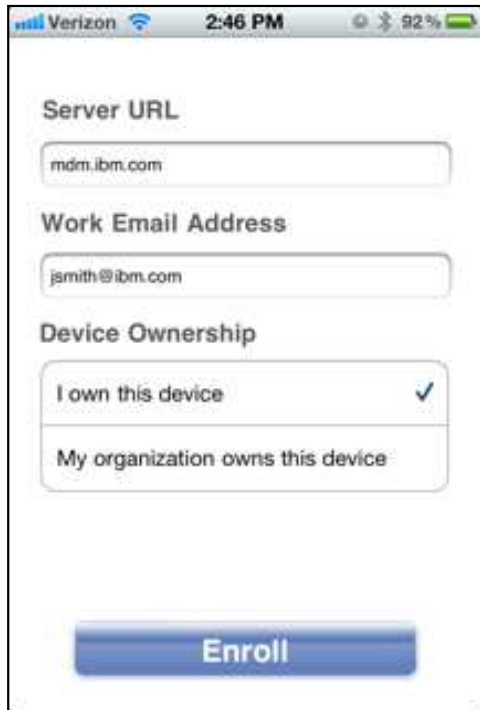 Verizon 2:46 PM 92%
Server URL
mdm.ibm.com
Work Email Address
jsmith@ibm.com
Device Ownership
I own this device
My organization owns this device
Enroll